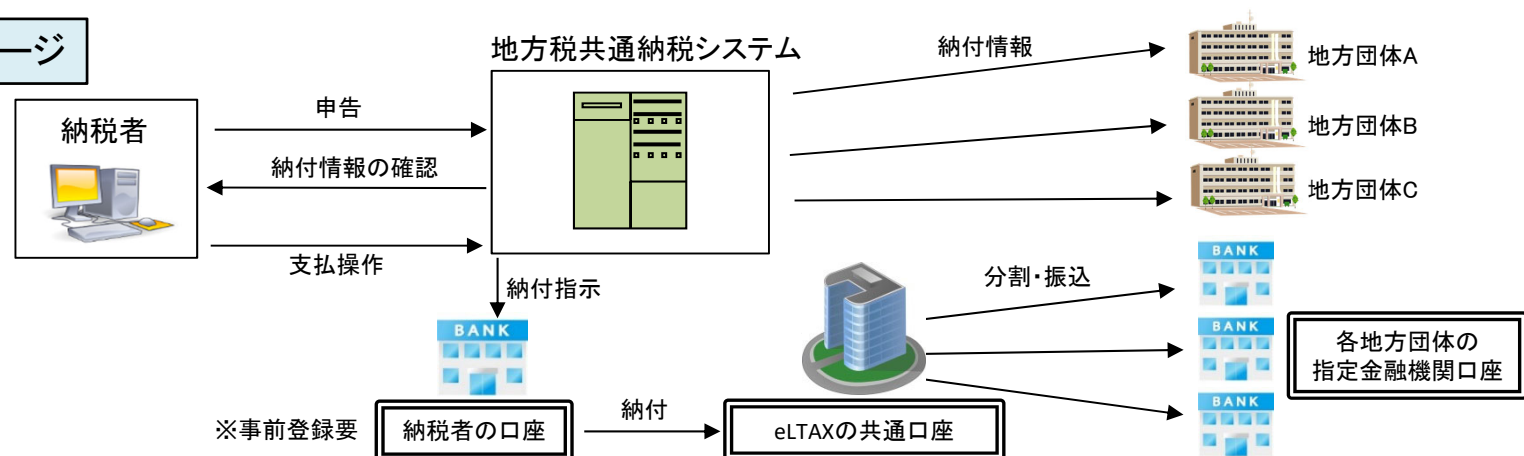 ージ
地方税共通納税システム
納付情報
地方団体A
納税者
申告
地方団体B
納付情報の確認
地方団体C
支払操作
納付指示
分割・振込
BANK
BANK
BANK
各地方団体の
指定金融機関口座
※事前登録要
納税者の口座
納付
eLTAXの共通口座
BANK